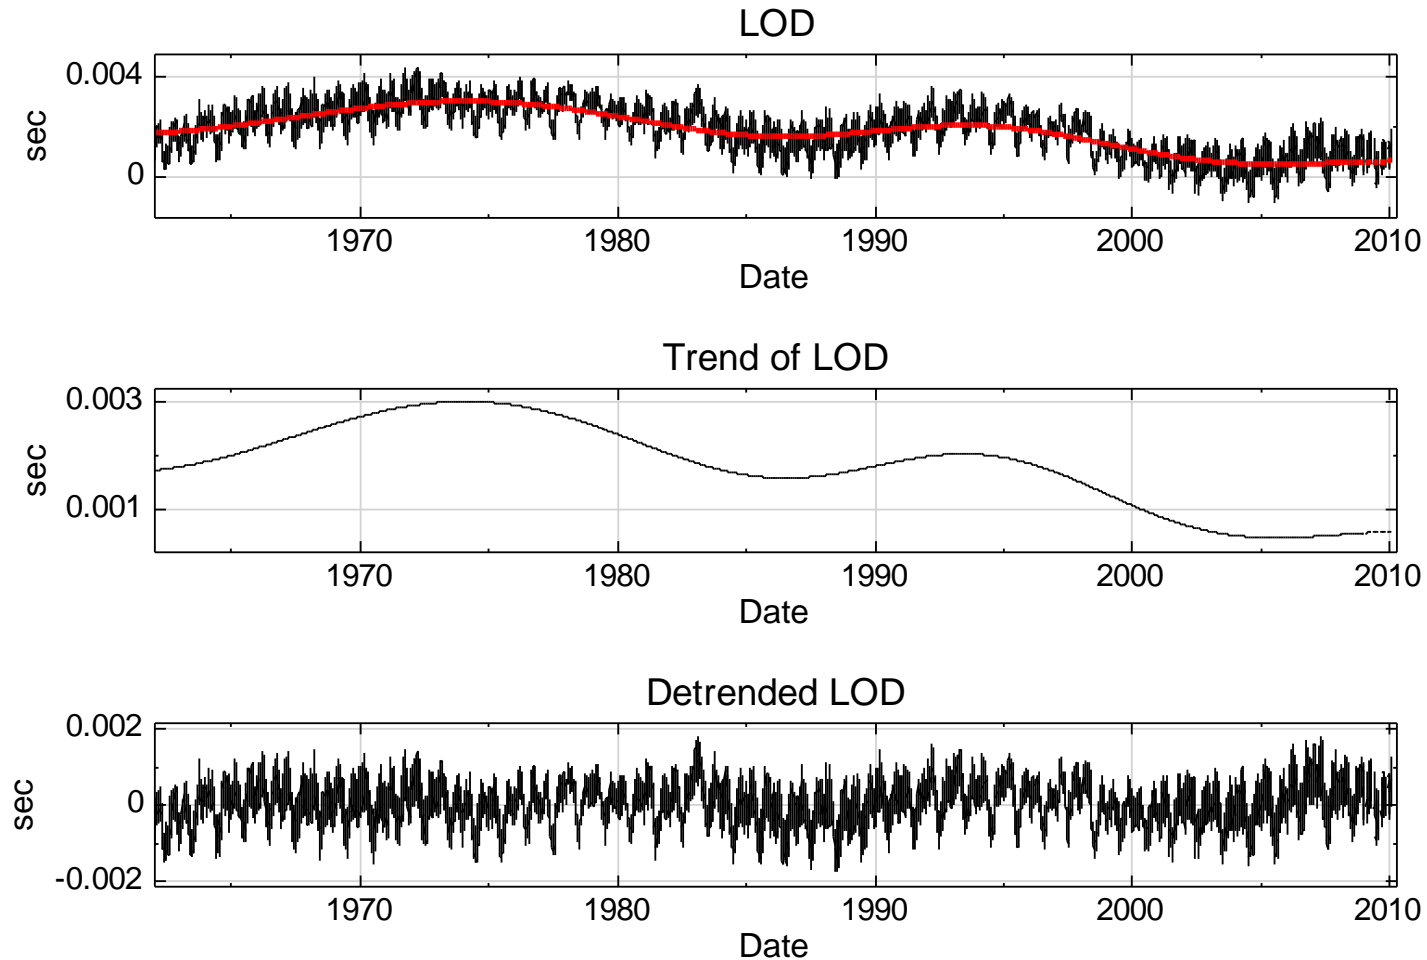 LOD
sec
0.004
0
1970 1980 1990 2000 2010
Date
Trend of LOD
sec
0.003
0.001
1970 1980 1990 2000 2010
Date
Detrended LOD
sec
0.002
0
-0.002
1970 1980 1990 2000 2010
Date